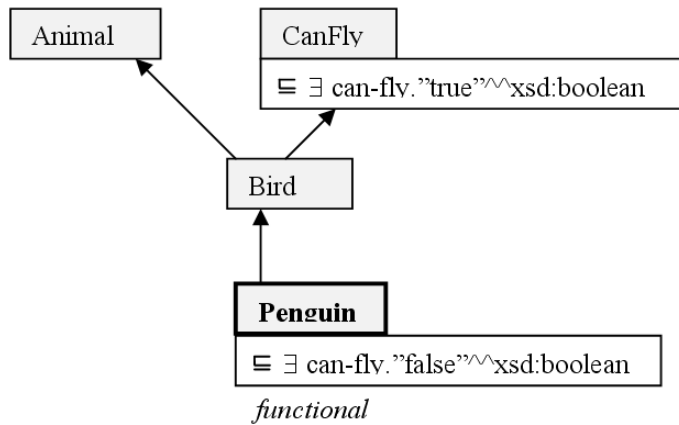 Animal
CanFly
⊑ ∃ can-fly.”true”^^xsd:boolean
Bird
Penguin
⊑ ∃ can-fly.”false”^^xsd:boolean
functional